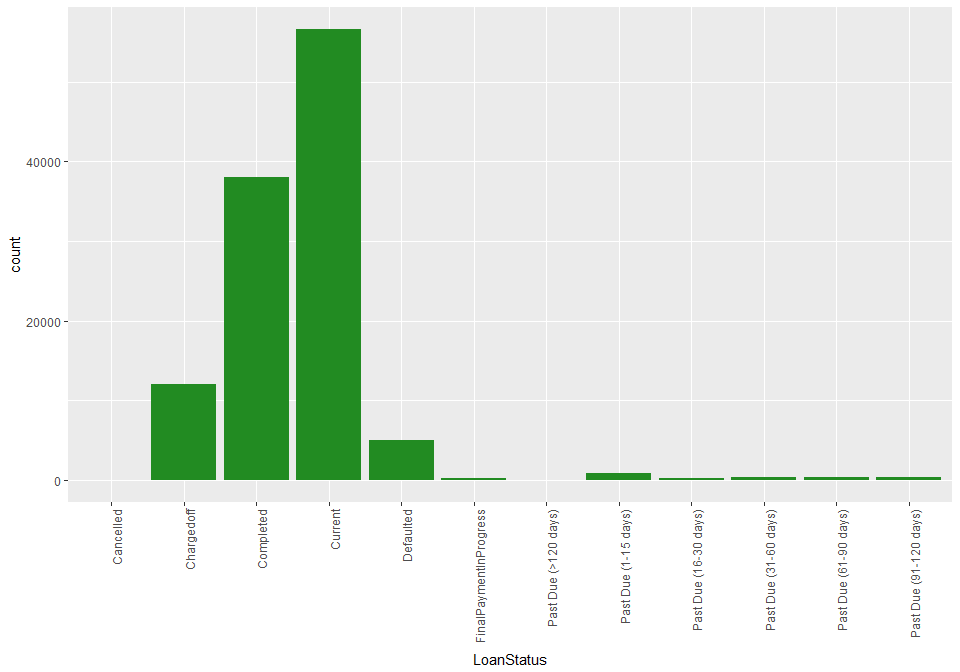 count
40000
20000
0
Cancelled
Chargedoff
Completed
Current
Defaulted
FinalPaymentInProgress
Past Due (>120 days)
Past Due (1-15 days)
Past Due (16-30 days)
Past Due (31-60 days)
Past Due (61-90 days)
Past Due (91-120 days)
LoanStatus